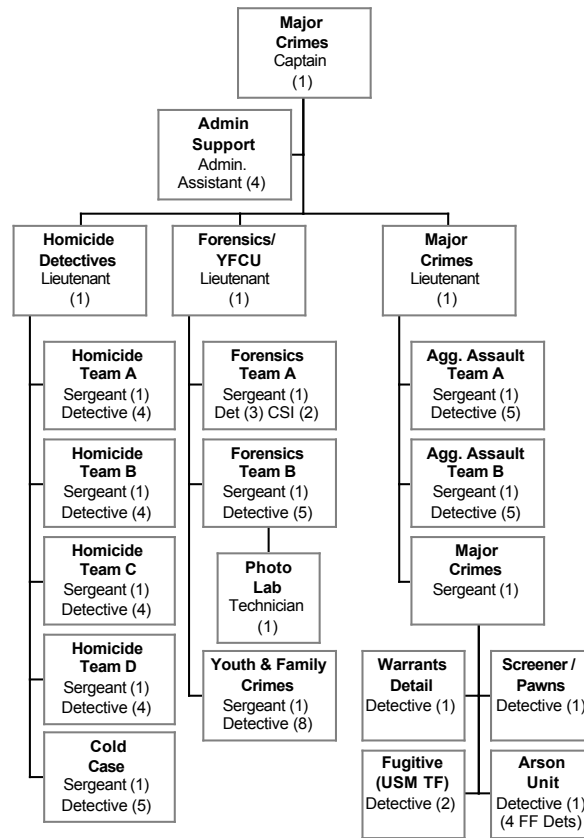 Major
Crimes
Captain
(1)
Admin
Support
Admin.
Assistant (4)
Homicide
Detectives
Lieutenant
(1)
Homicide
Team A
Sergeant (1)
Detective (4)
Homicide
Team B
Sergeant (1)
Detective (4)
Homicide
Team C
Sergeant (1)
Detective (4)
Homicide
Team D
Sergeant (1)
Detective (4)
Cold
Case
Sergeant (1)
Detective (5)
Forensics/
YFCU
Lieutenant
(1)
Forensics
Team A
Sergeant (1)
Det (3) CSI (2)
Forensics
Team B
Sergeant (1)
Detective (5)
Photo
Lab
Technician
(1)
Youth & Family
Crimes
Sergeant (1)
Detective (8)
Major
Crimes
Lieutenant
(1)
Agg. Assault
Team A
Sergeant (1)
Detective (5)
Agg. Assault
Team B
Sergeant (1)
Detective (5)
Major
Crimes
Sergeant (1)
Warrants
Detail
Detective (1)
Screener /
Pawns
Detective (1)
Fugitive
(USM TF)
Detective (2)
Arson
Unit
Detective (1)
(4 FF Dets)